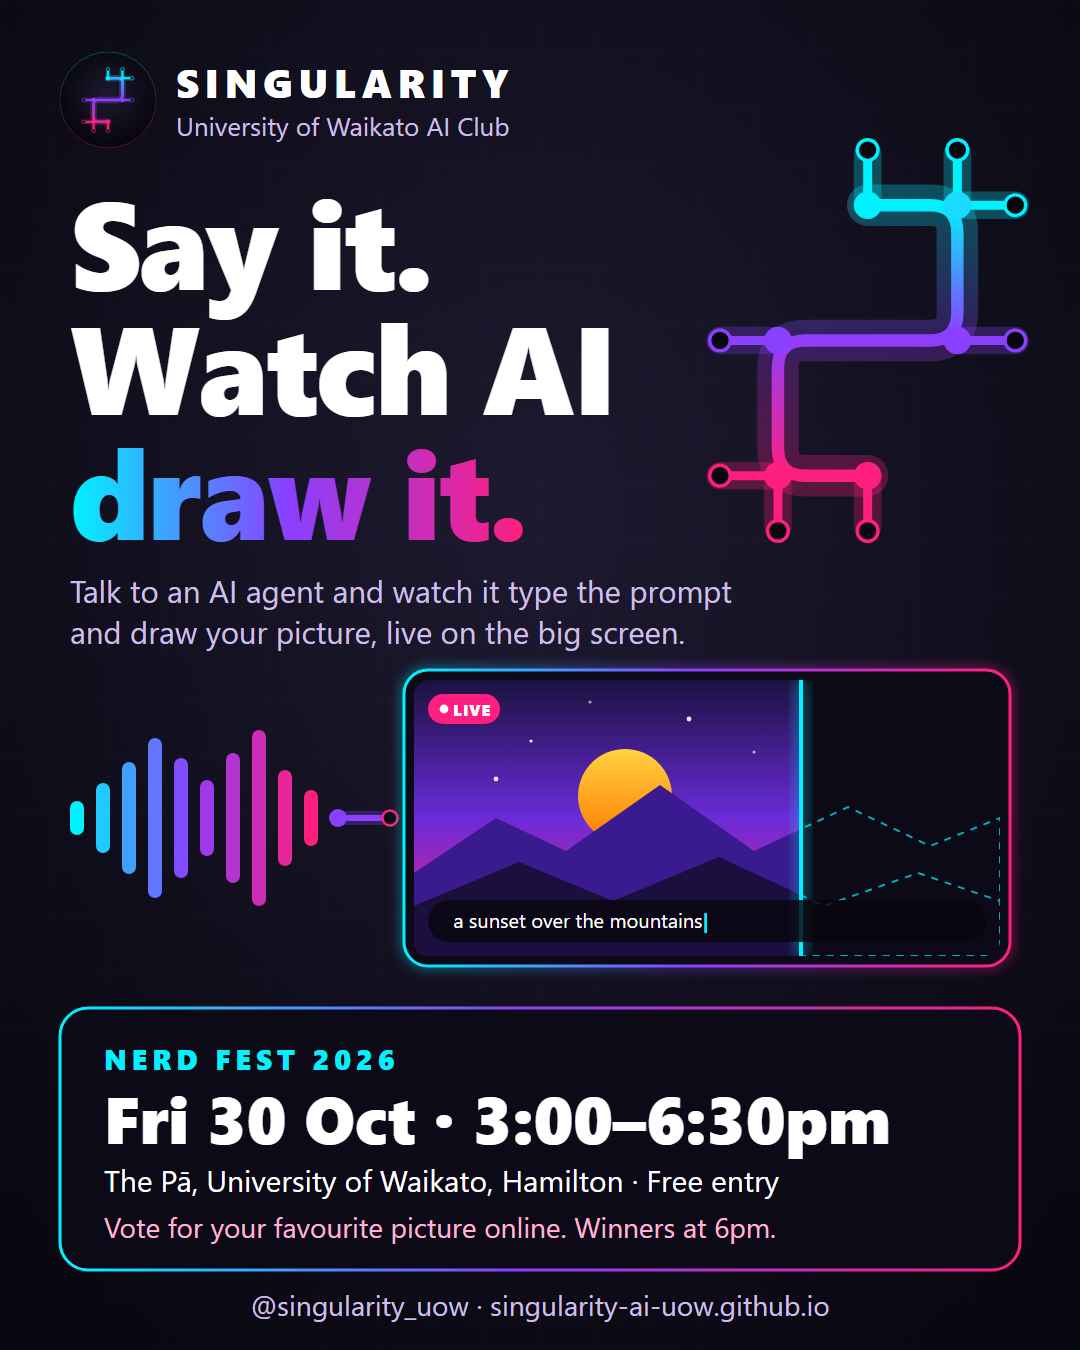 SINGULARITY
University of Waikato AI Club
Say it.
Watch AI
draw it.
Talk to an AI agent and watch it type the prompt
and draw your picture, live on the big screen.
LIVE
a sunset over the mountains
NERD FEST 2026
Fri 30 Oct · 3:00–6:30pm
The Pā, University of Waikato, Hamilton · Free entry
Vote for your favourite picture online. Winners at 6pm.
@singularity_uow · singularity-ai-uow.github.io